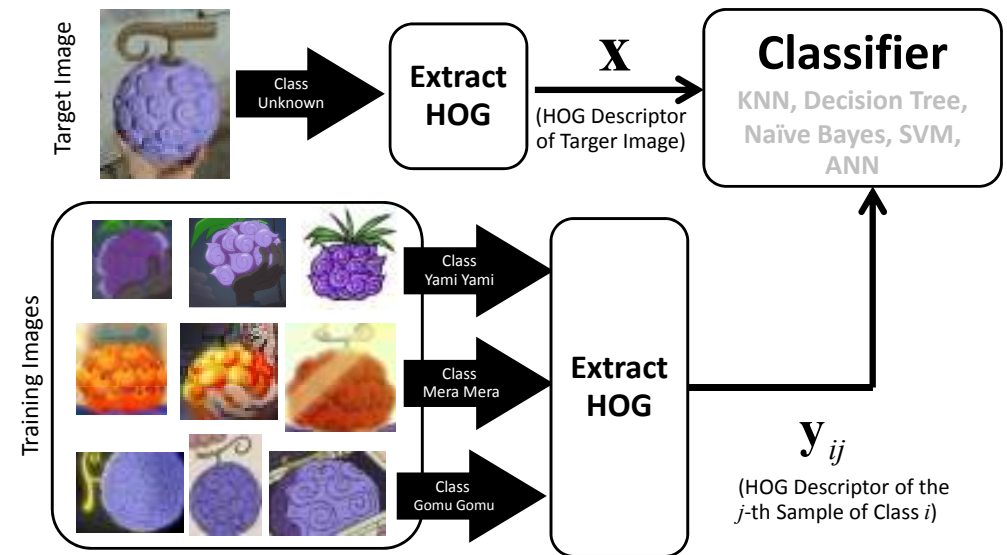 Target Image
Class
Unknown
Extract
HOG
x
(HOG Descriptor
of Targer Image)
Classifier
KNN, Decision Tree,
Naïve Bayes, SVM,
ANN
Training Images
Class
Yami Yami
Class
Mera Mera
Class
Gomu Gomu
Extract
HOG
y ij
(HOG Descriptor of the
j-th Sample of Class i)